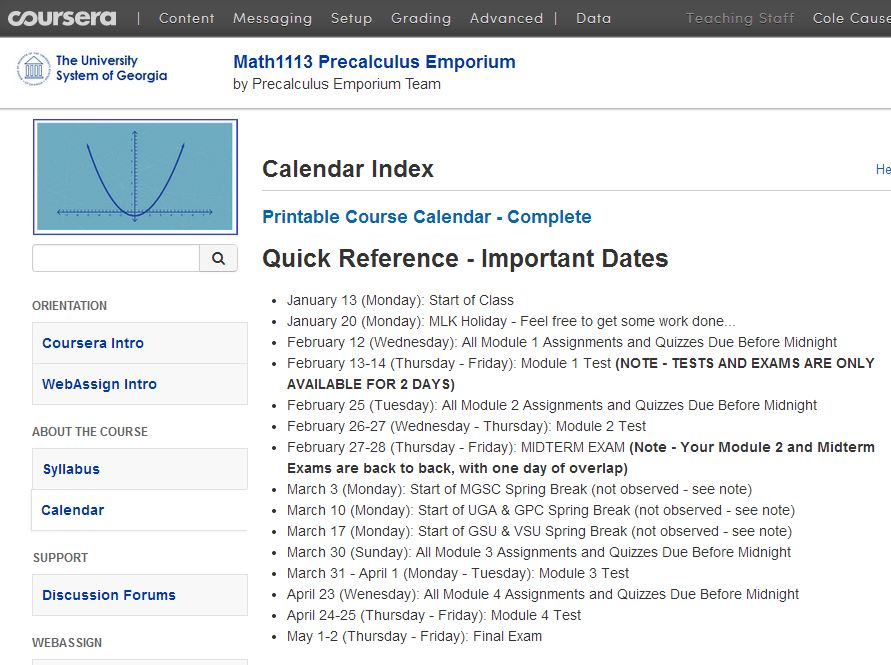 coursera | Content Messaging Setup Grading Advanced | Data Teaching Staff Cole Cause
The University
System of Georgia
Math1113 Precalculus Emporium
by Precalculus Emporium Team
Calendar Index
He
Printable Course Calendar - Complete
Quick Reference - Important Dates
January 13 (Monday): Start of Class
January 20 (Monday): MLK Holiday - Feel free to get some work done...
February 12 (Wednesday): All Module 1 Assignments and Quizzes Due Before Midnight
February 13-14 (Thursday - Friday): Module 1 Test (NOTE - TESTS AND EXAMS ARE ONLY
AVAILABLE FOR 2 DAYS)
February 25 (Tuesday): All Module 2 Assignments and Quizzes Due Before Midnight
February 26-27 (Wednesday - Thursday): Module 2 Test
February 27-28 (Thursday - Friday): MIDTERM EXAM (Note - Your Module 2 and Midterm
Exams are back to back, with one day of overlap)
March 3 (Monday): Start of MGSC Spring Break (not observed - see note)
March 10 (Monday): Start of UGA & GPC Spring Break (not observed - see note)
March 17 (Monday): Start of GSU & VSU Spring Break (not observed - see note)
March 30 (Sunday): All Module 3 Assignments and Quizzes Due Before Midnight
March 31 - April 1 (Monday - Tuesday): Module 3 Test
April 23 (Wenesday): All Module 4 Assignments and Quizzes Due Before Midnight
April 24-25 (Thursday - Friday): Module 4 Test
May 1-2 (Thursday - Friday): Final Exam
ORIENTATION
Coursera Intro
WebAssign Intro
ABOUT THE COURSE
Syllabus
Calendar
SUPPORT
Discussion Forums
WEBASSIGN